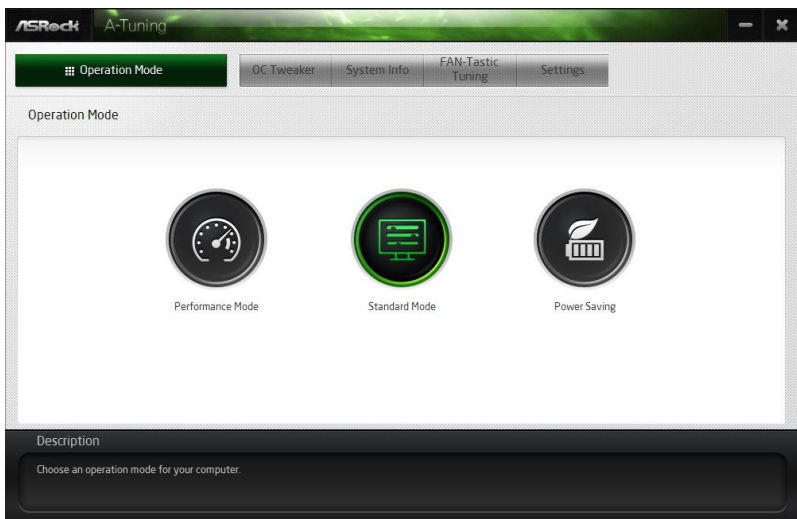 ASRock A-Tuning
Operation Mode OC Tweaker System Info FAN-Tastic Tuning Settings
Operation Mode
Performance Mode Standard Mode Power Saving
Description
Choose an operation mode for your computer.